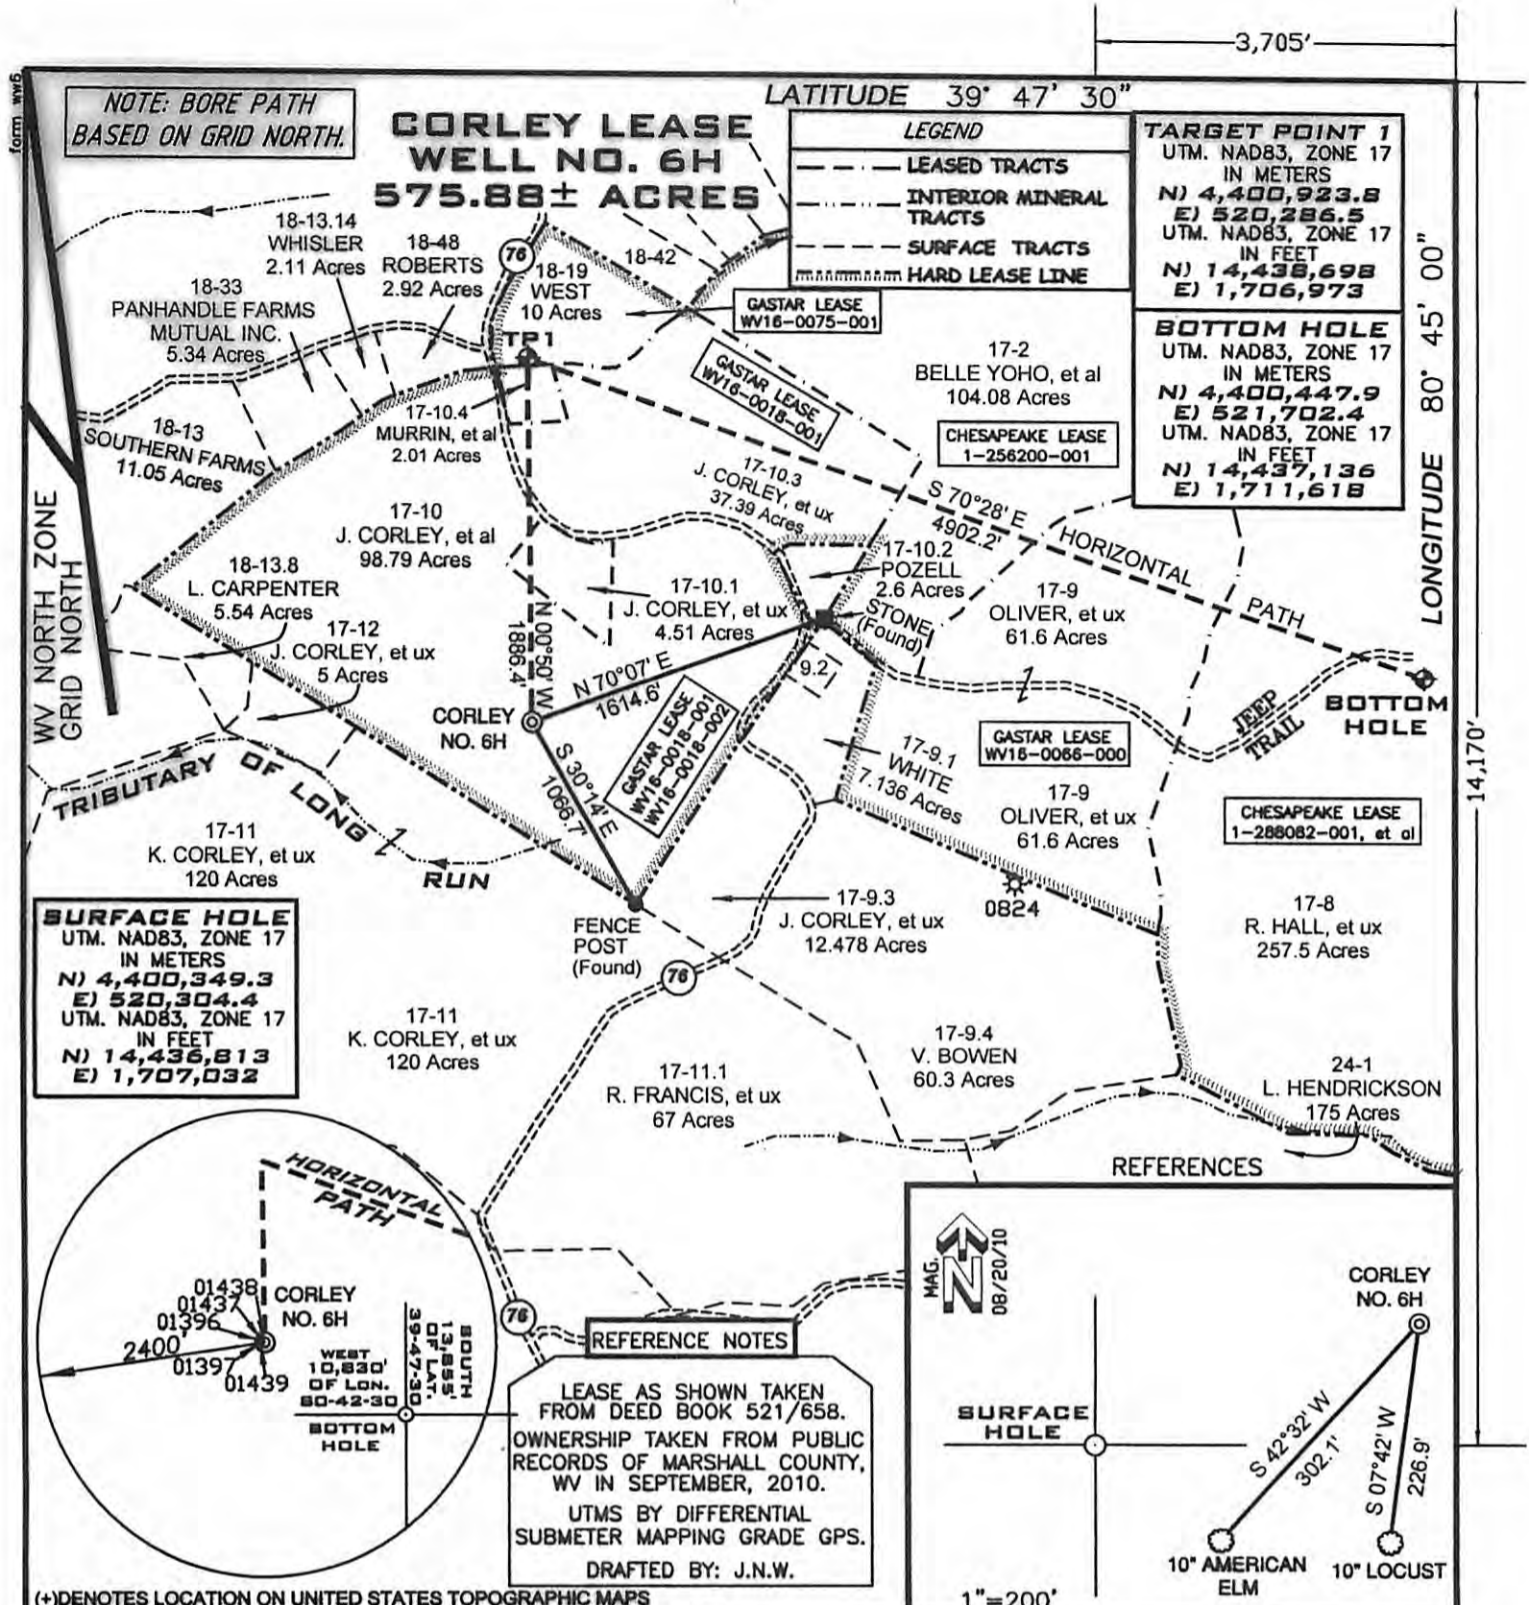 3,705'
form ww6
NOTE: BORE PATH
BASED ON GRID NORTH.
CORLEY LEASE
WELL NO. 6H
575.88± ACRES
LATITUDE 39° 47' 30"
LEGEND
LEASED TRACTS
INTERIOR MINERAL
TRACTS
SURFACE TRACTS
HARD LEASE LINE
TARGET POINT 1
UTM. NAD83, ZONE 17
IN METERS
N) 4,400,923.8
E) 520,286.5
UTM. NAD83, ZONE 17
IN FEET
N) 14,438,698
E) 1,706,973
BOTTOM HOLE
UTM. NAD83, ZONE 17
IN METERS
N) 4,400,447.9
E) 521,702.4
UTM. NAD83, ZONE 17
IN FEET
N) 14,437,136
E) 1,711,618
LONGITUDE 80° 45' 00"
14,170'
18-13.14
WHISLER
2.11 Acres
18-48
ROBERTS
2.92 Acres
76
18-19
WEST
10 Acres
18-42
18-33
PANHANDLE FARMS
MUTUAL INC.
5.34 Acres
GASTAR LEASE
WV16-0075-001
TP1
GASTAR LEASE
WV16-0018-001
17-2
BELLE YOHO, et al
104.08 Acres
CHESAPEAKE LEASE
1-256200-001
18-13
SOUTHERN FARMS
11.05 Acres
17-10.4
MURRIN, et al
2.01 Acres
17-10.3
J. CORLEY, et ux
37.39 Acres
S 70°28' E
4902.2'
HORIZONTAL
PATH
WV NORTH ZONE
GRID NORTH
17-10
J. CORLEY, et al
98.79 Acres
18-13.8
L. CARPENTER
5.54 Acres
17-12
J. CORLEY, et ux
5 Acres
17-10.1
J. CORLEY, et ux
4.51 Acres
17-10.2
POZELL
2.6 Acres
STONE
(Found)
17-9
OLIVER, et ux
61.6 Acres
N 00°50' W
1886.4'
N 70°07' E
1614.6'
9.2
CORLEY
NO. 6H
S 30°14' E
1066.7'
GASTAR LEASE
WV16-0018-001
WV16-0018-002
JEEP
TRAIL
BOTTOM
HOLE
GASTAR LEASE
WV16-0066-000
17-9.1
WHITE
7.136 Acres
17-9
OLIVER, et ux
61.6 Acres
CHESAPEAKE LEASE
1-288082-001, et al
TRIBUTARY OF LONG RUN
17-11
K. CORLEY, et ux
120 Acres
0824
17-9.3
J. CORLEY, et ux
12.478 Acres
17-8
R. HALL, et ux
257.5 Acres
FENCE
POST
(Found)
76
SURFACE HOLE
UTM. NAD83, ZONE 17
IN METERS
N) 4,400,349.3
E) 520,304.4
UTM. NAD83, ZONE 17
IN FEET
N) 14,436,813
E) 1,707,032
17-11
K. CORLEY, et ux
120 Acres
17-11.1
R. FRANCIS, et ux
67 Acres
17-9.4
V. BOWEN
60.3 Acres
24-1
L. HENDRICKSON
175 Acres
HORIZONTAL
PATH
01438
01437
01396
01397
01439
2400'
CORLEY
NO. 6H
WEST
10,830'
OF LON.
80-42-30
SOUTH
13,855'
OF LAT.
39-47-30
BOTTOM
HOLE
76
REFERENCE NOTES
LEASE AS SHOWN TAKEN
FROM DEED BOOK 521/658.
OWNERSHIP TAKEN FROM PUBLIC
RECORDS OF MARSHALL COUNTY,
WV IN SEPTEMBER, 2010.
UTMS BY DIFFERENTIAL
SUBMETER MAPPING GRADE GPS.
DRAFTED BY: J.N.W.
REFERENCES
MAG.
N
08/20/10
CORLEY
NO. 6H
SURFACE
HOLE
S 42°32' W
302.1'
S 07°42' W
226.9'
10" AMERICAN
ELM
10" LOCUST
1"=200'
(+)DENOTES LOCATION ON UNITED STATES TOPOGRAPHIC MAPS